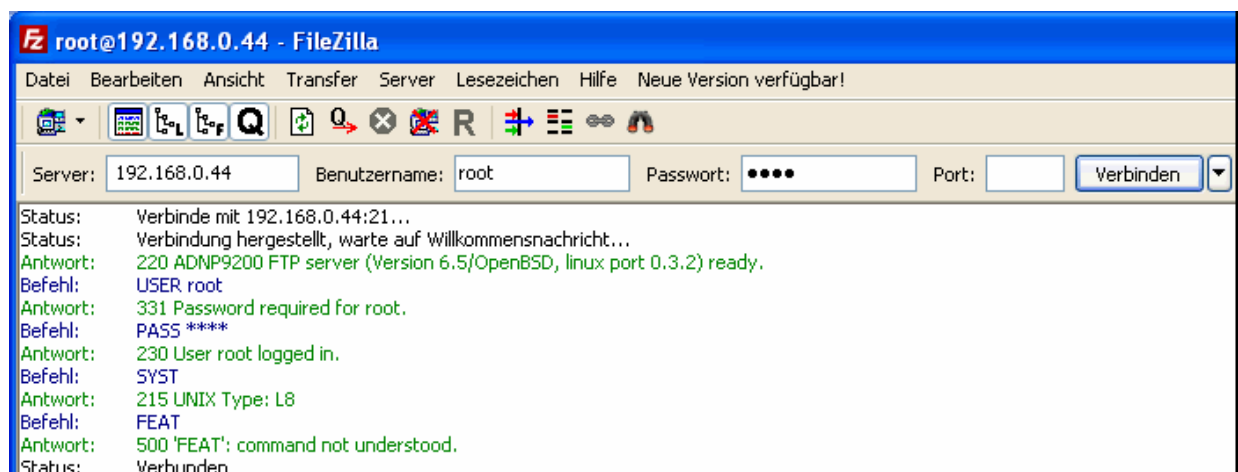 root@192.168.0.44 - FileZilla
Datei Bearbeiten Ansicht Transfer Server Lesezeichen Hilfe Neue Version verfügbar!
Server: 192.168.0.44 Benutzername: root Passwort: •••• Port: Verbinden
Status: Verbinde mit 192.168.0.44:21...
Status: Verbindung hergestellt, warte auf Willkommensnachricht...
Antwort: 220 ADNP9200 FTP server (Version 6.5/OpenBSD, linux port 0.3.2) ready.
Befehl: USER root
Antwort: 331 Password required for root.
Befehl: PASS ****
Antwort: 230 User root logged in.
Befehl: SYST
Antwort: 215 UNIX Type: L8
Befehl: FEAT
Antwort: 500 'FEAT': command not understood.
Status: Verbunden